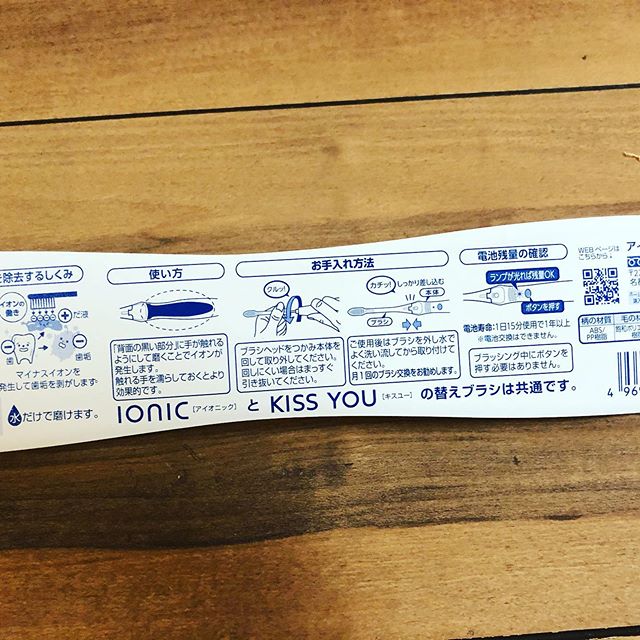 を除去するしくみ
イオンの
働き
だ液
歯
歯垢
マイナスイオンが
発生して歯垢を剥がします
水だけで磨けます。
使い方
「背面の黒い部分」に手が触れる
ようにして磨くことでイオンが
発生します。
触れる手を濡らしておくとより
効果的です。
お手入れ方法
クルッ!
ブラシヘッドをつかみ本体を
回して取り外してください。
回しにくい場合はまっすぐ
引き抜いてください。
カチッ!
しっかり差し込む
本体
ブラシ
ご使用後はブラシを外し水で
よく洗い流してから取り付けて
ください。
月1回のブラシ交換をお勧めします。
電池残量の確認
ランプが光れば残量OK
ボタンを押す
電池寿命:1日15分使用で1年以上
※電池交換はできません。
ブラッシング中にボタンを
押す必要はありません。
IONIC [アイオニック] と KISS YOU [キスユー] の替えブラシは共通です。
WEBページは
こちらから
柄の材質
ABS/
PP樹脂
4 969